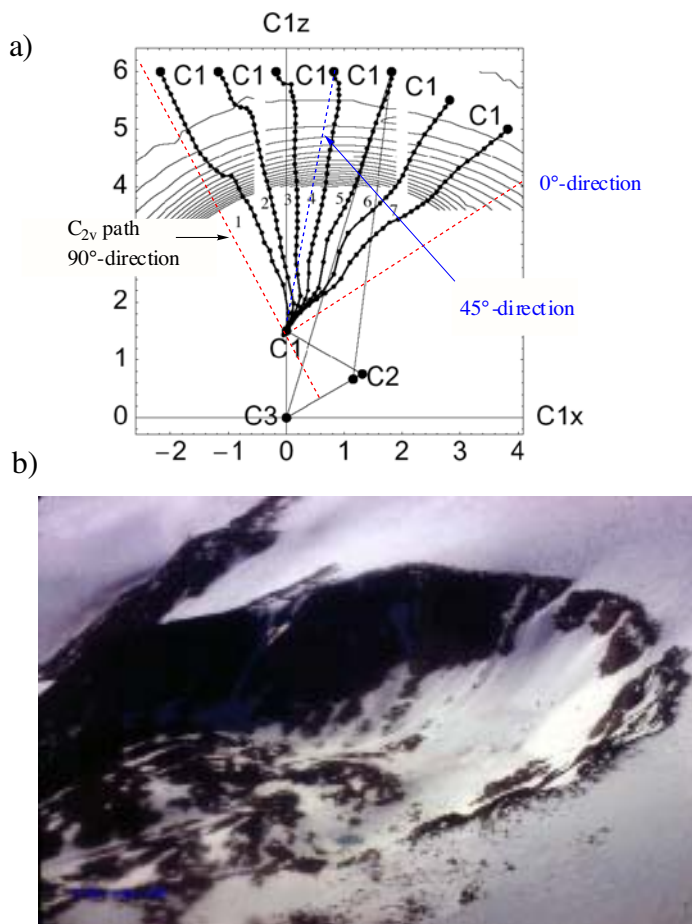 a)
C1z
6 C1 C1 C1 C1 C1
C1
5
4
0°-direction
1 2 3 4 5 6 7
C2v path
90°-direction
2
45°-direction
C1
1
C2
0 C3 C1x
−2 −1 0 1 2 3 4
b)